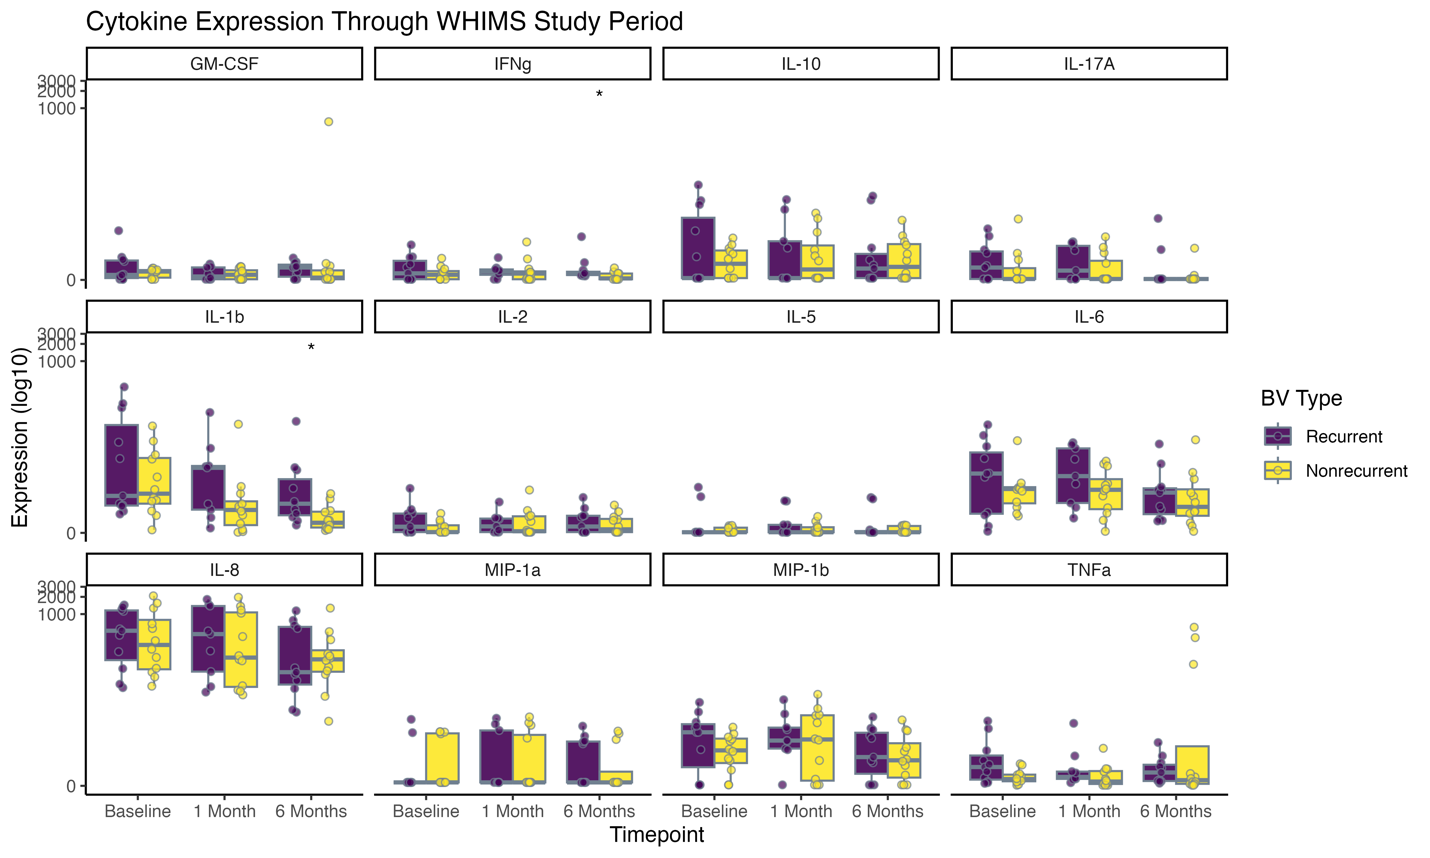 Cytokine Expression Through WHIMS Study Period
GM-CSF IFNg IL-10 IL-17A
3000
2000
1000
0
*
IL-1b IL-2 IL-5 IL-6
3000
2000
1000
0
*
IL-8 MIP-1a MIP-1b TNFa
3000
2000
1000
0
Expression (log10)
Baseline 1 Month 6 Months Baseline 1 Month 6 Months Baseline 1 Month 6 Months Baseline 1 Month 6 Months
Timepoint
BV Type
Recurrent
Nonrecurrent